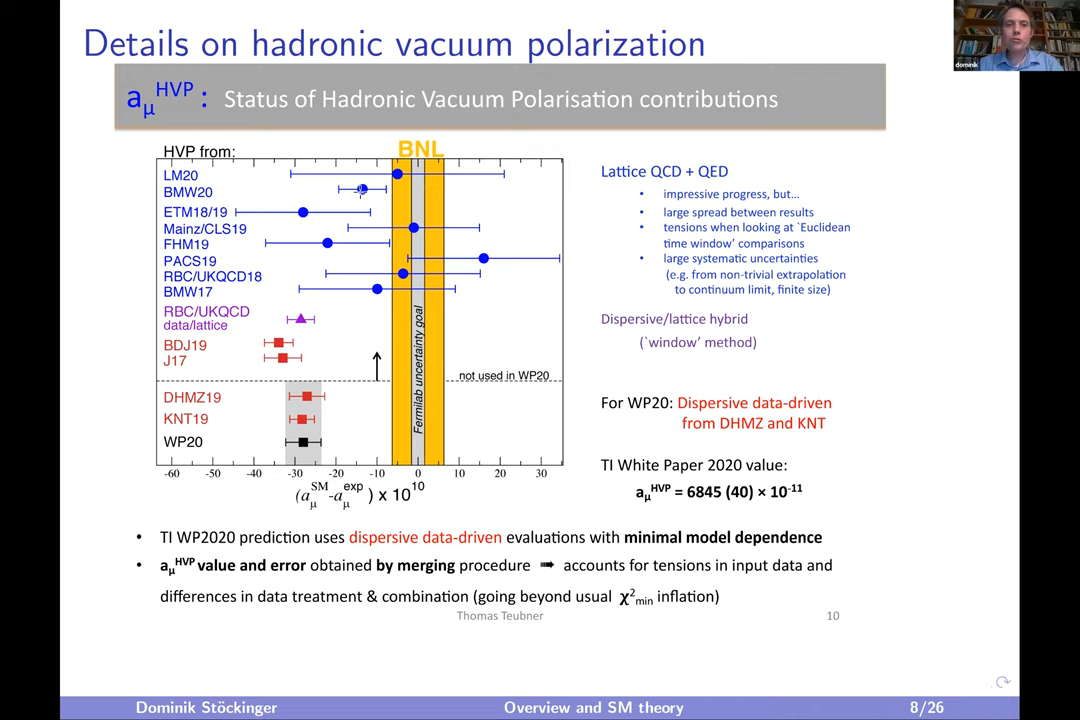 Details on hadronic vacuum polarization
dominik
aμHVP : Status of Hadronic Vacuum Polarisation contributions
HVP from:
BNL
LM20
BMW20
ETM18/19
Mainz/CLS19
FHM19
PACS19
RBC/UKQCD18
BMW17
RBC/UKQCD
data/lattice
BDJ19
J17
not used in WP20
DHMZ19
KNT19
WP20
Fermilab uncertainty goal
-60 -50 -40 -30 -20 -10 0 10 20 30
(aμSM-aμexp) x 10^10
Lattice QCD + QED
• impressive progress, but...
• large spread between results
• tensions when looking at `Euclidean
time window' comparisons
• large systematic uncertainties
(e.g. from non-trivial extrapolation
to continuum limit, finite size)
Dispersive/lattice hybrid
(`window' method)
For WP20: Dispersive data-driven
from DHMZ and KNT
TI White Paper 2020 value:
aμHVP = 6845 (40) × 10^-11
• TI WP2020 prediction uses dispersive data-driven evaluations with minimal model dependence
• aμHVP value and error obtained by merging procedure ➠ accounts for tensions in input data and
differences in data treatment & combination (going beyond usual χ²min inflation)
Thomas Teubner 10
Dominik Stöckinger Overview and SM theory 8/26